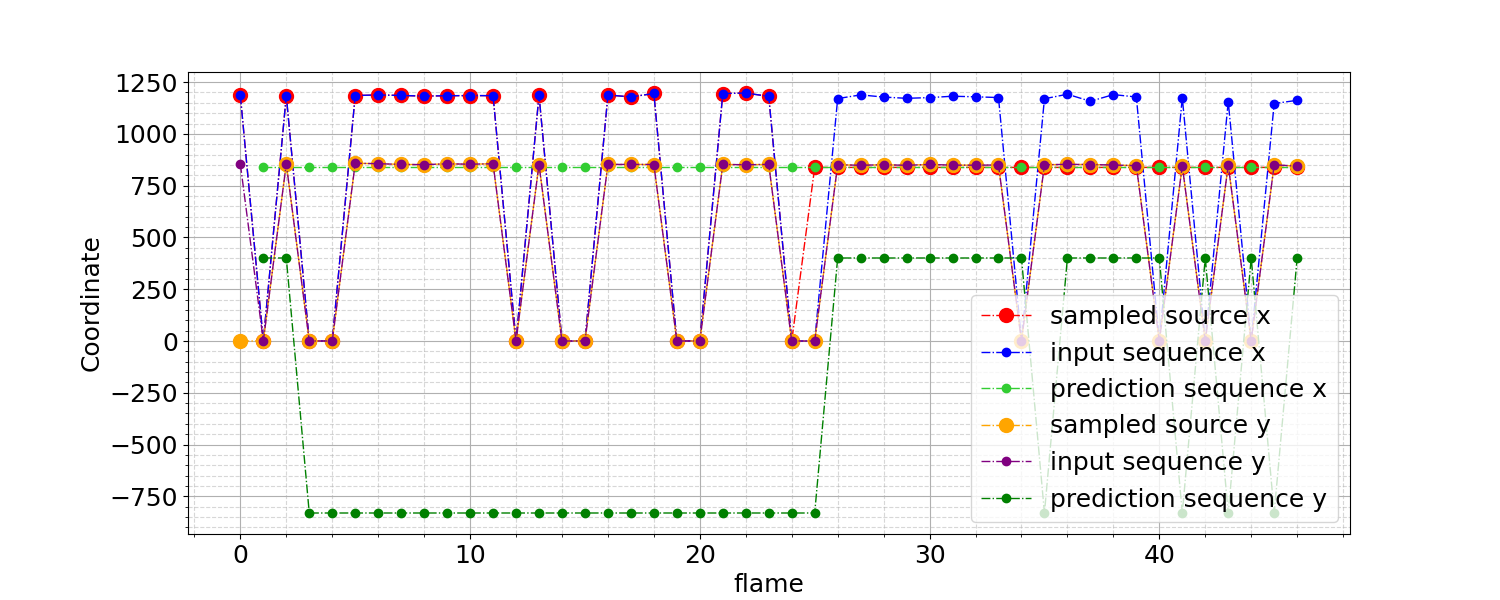 1250
1000
750
500
250
0
−250
−500
−750
Coordinate
sampled source x
input sequence x
prediction sequence x
sampled source y
input sequence y
prediction sequence y
0 10 20 30 40
flame